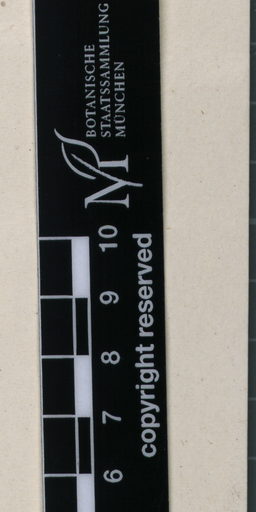 BOTANISCHE
STAATSSAMMLUNG
MÜNCHEN
M
10
9
8
7
6
copyright reserved